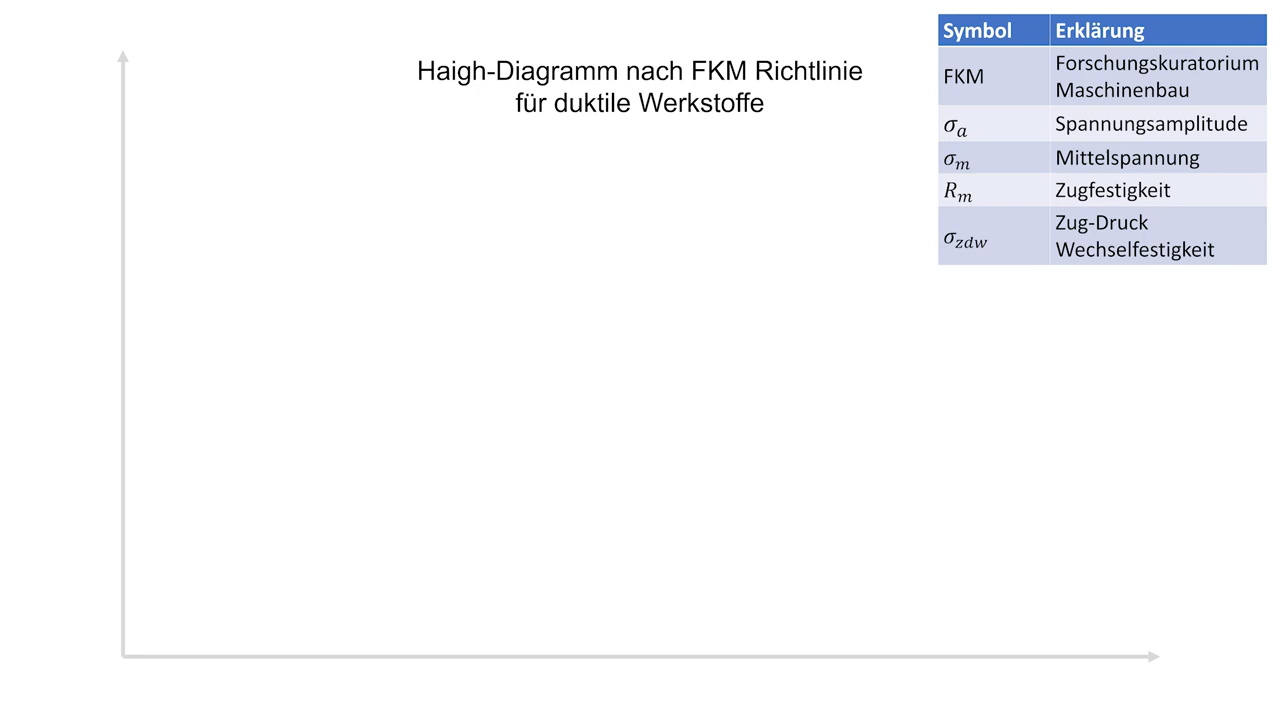 Haigh-Diagramm nach FKM Richtlinie
für duktile Werkstoffe
Symbol Erklärung
FKM Forschungskuratorium
Maschinenbau
σₐ Spannungsamplitude
σₘ Mittelspannung
Rₘ Zugfestigkeit
σ_zdw Zug-Druck
Wechselfestigkeit